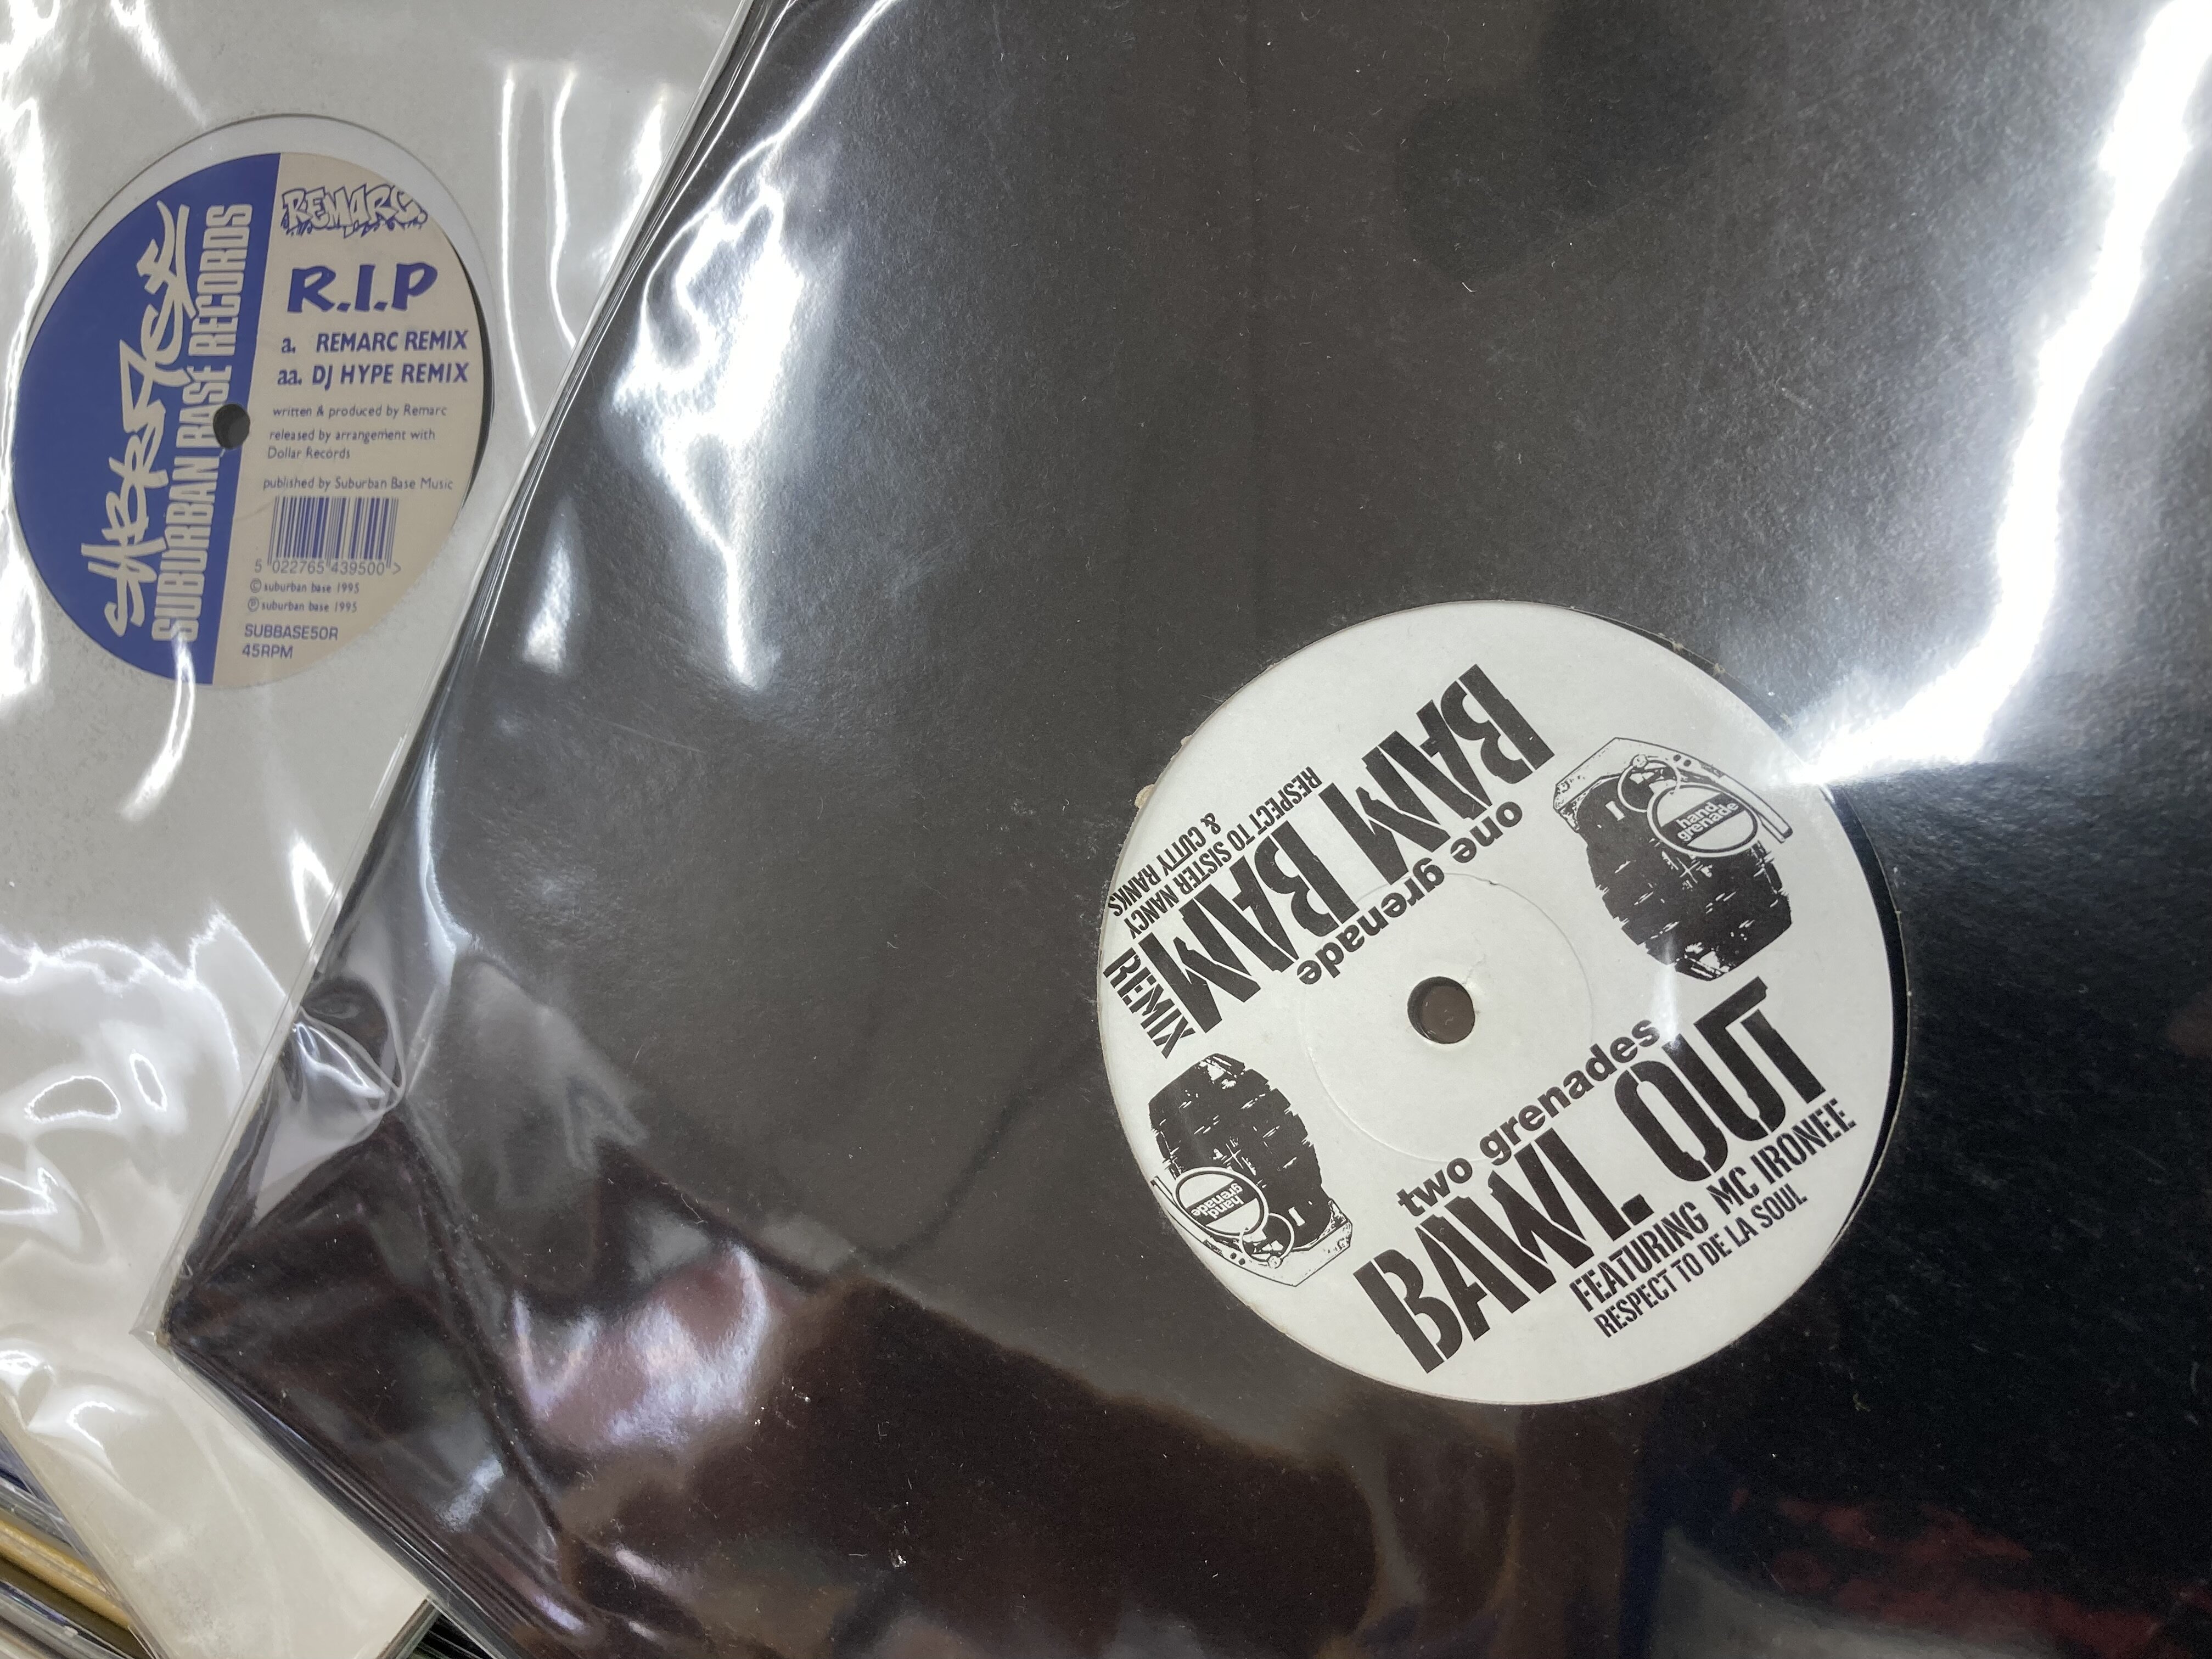 SUBBASE
SUBURBAN BASE RECORDS
REMARC
R.I.P
a. REMARC REMIX
aa. DJ HYPE REMIX
written & produced by Remarc
released by arrangement with
Dollar Records
published by Suburban Base Music
5 022765 439500 >
© suburban base 1995
℗ suburban base 1995
SUBBASE50R
45RPM
one grenade
BAM BAM
RESPECT TO SISTER NANCY
& CUTTY RANKS
REMIX
hand
grenade
two grenades
BAWL OUT
FEATURING MC IRONEE
RESPECT TO DE LA SOUL
hand
grenade